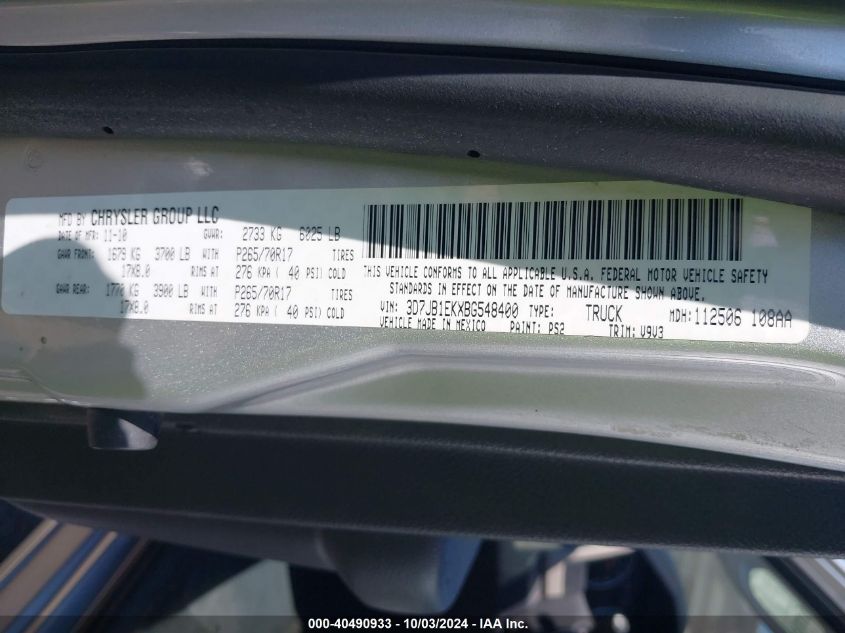 MFD BY CHRYSLER GROUP LLC
DATE OF MFR: 11-10 GVWR: 2733 KG 6025 LB
GAWR FRONT: 1679 KG 3700 LB WITH P265/70R17 TIRES
17X8.0 RIMS AT 276 KPA ( 40 PSI) COLD
GAWR REAR: 1770 KG 3900 LB WITH P265/70R17 TIRES
17X8.0 RIMS AT 276 KPA ( 40 PSI) COLD
THIS VEHICLE CONFORMS TO ALL APPLICABLE U.S.A. FEDERAL MOTOR VEHICLE SAFETY
STANDARDS IN EFFECT ON THE DATE OF MANUFACTURE SHOWN ABOVE.
VIN: 3D7JB1EKXBG548400 TYPE: TRUCK MDH: 112506 108AA
VEHICLE MADE IN MEXICO PAINT: PS2 TRIM: V9V3
000-40490933 - 10/03/2024 - IAA Inc.